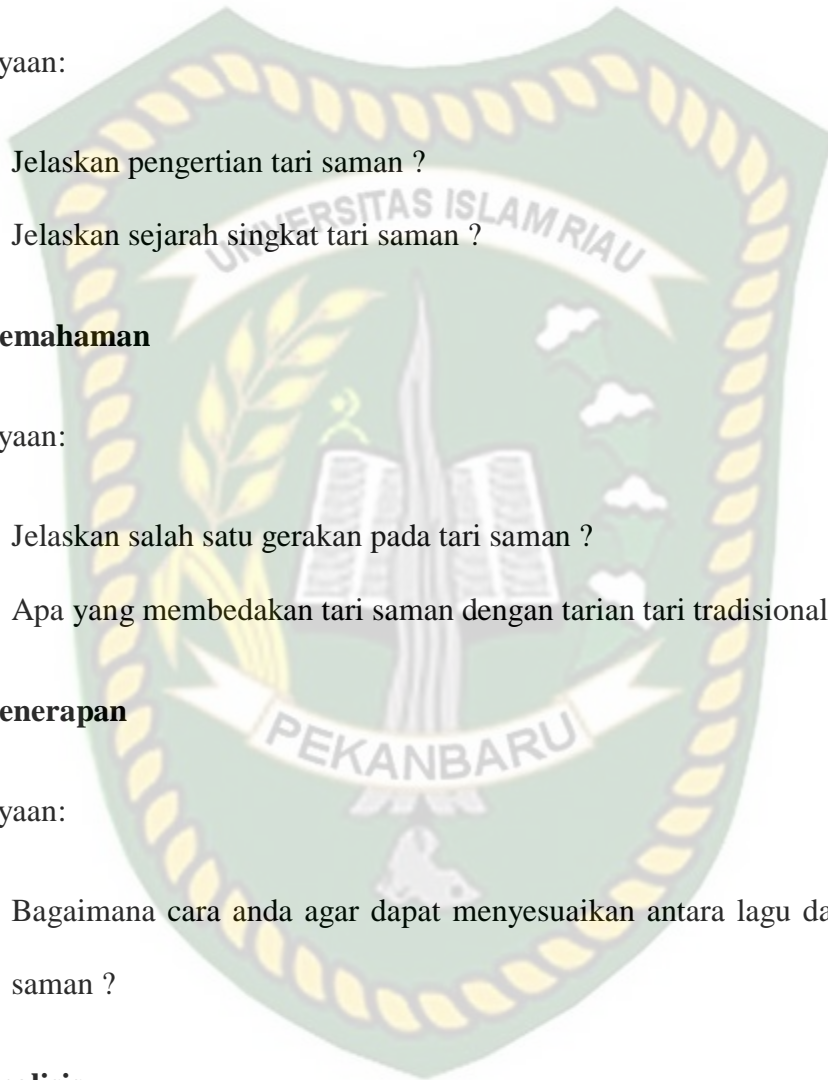 yaan:
Jelaskan pengertian tari saman ?
UNIVERSITAS ISLAM RIAU
Jelaskan sejarah singkat tari saman ?
emahaman
yaan:
Jelaskan salah satu gerakan pada tari saman ?
Apa yang membedakan tari saman dengan tarian tari tradisional
enerapan
PEKANBARU
yaan:
Bagaimana cara anda agar dapat menyesuaikan antara lagu da
saman ?